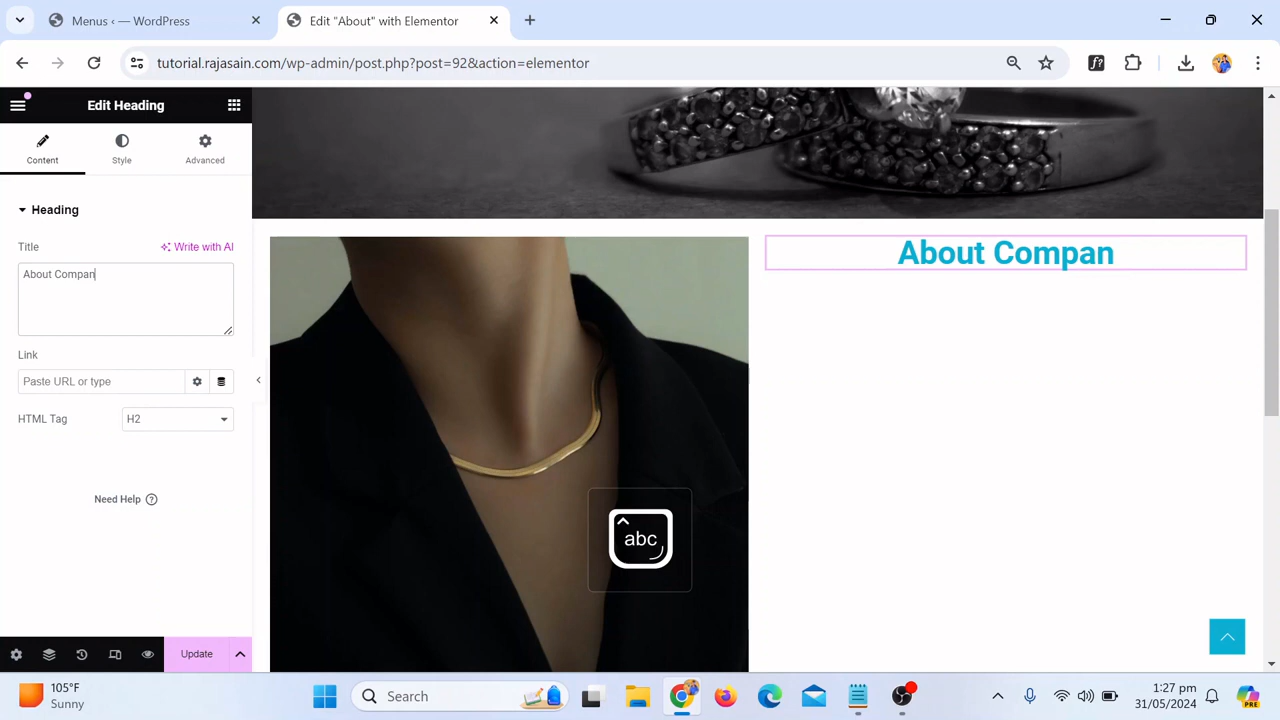 Menus ‹ — WordPress
Edit "About" with Elementor
tutorial.rajasain.com/wp-admin/post.php?post=92&action=elementor
Edit Heading
Content
Style
Advanced
Heading
Title
Write with AI
About Compan
Link
Paste URL or type
HTML Tag
H2
Need Help
Update
About Compan
abc
105°F
Sunny
Search
1:27 pm
31/05/2024
PRE